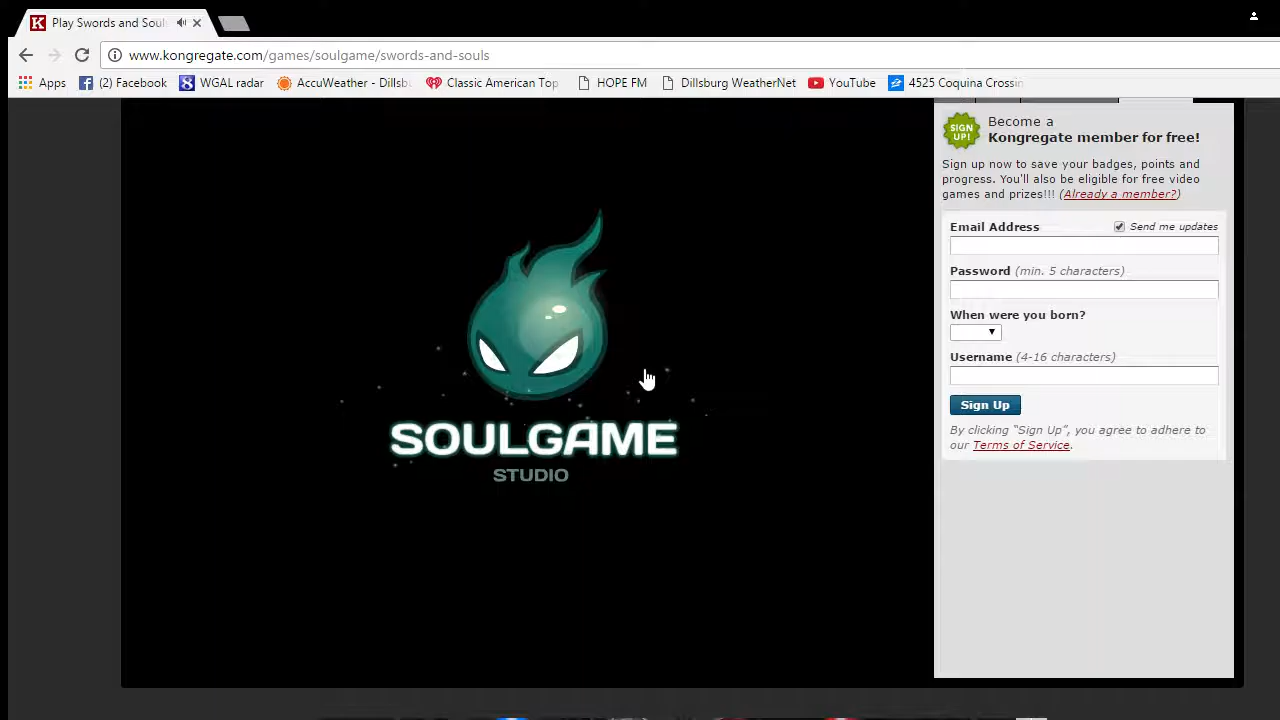 Play Swords and Soul
www.kongregate.com/games/soulgame/swords-and-souls
Apps
(2) Facebook
8 WGAL radar
AccuWeather - Dillsb
Classic American Top
HOPE FM
Dillsburg WeatherNet
YouTube
4525 Coquina Crossin
SIGN UP!
Become a
Kongregate member for free!
Sign up now to save your badges, points and
progress. You'll also be eligible for free video
games and prizes!!! (Already a member?)
Email Address
Send me updates
Password (min. 5 characters)
When were you born?
Username (4-16 characters)
Sign Up
By clicking “Sign Up”, you agree to adhere to
our Terms of Service.
SOULGAME
STUDIO